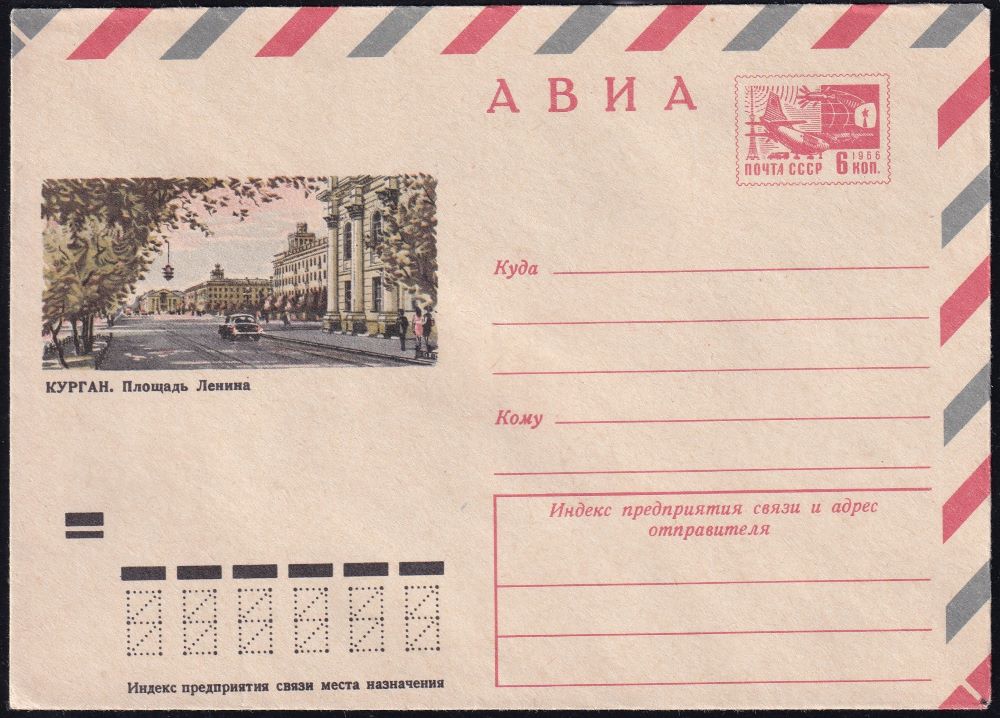 АВИА
1966
ПОЧТА СССР 6 КОП.
Куда
КУРГАН. Площадь Ленина
Кому
Индекс предприятия связи и адрес
отправителя
Индекс предприятия связи места назначения